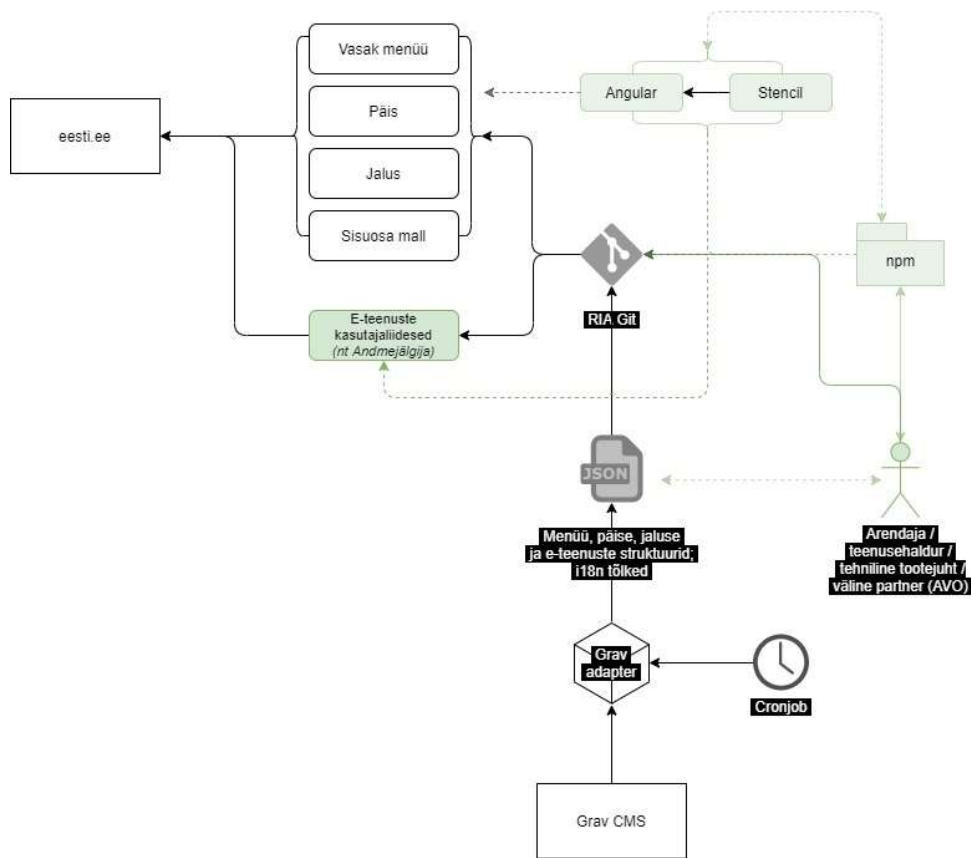 Vasak menüü
Päis
Jalus
Sisuosa mall
eesti.ee
Angular
Stencil
npm
RIA Git
E-teenuste
kasutajaliidesed
(nt Andmejälgija)
JSON
Menüü, päise, jaluse
ja e-teenuste struktuurid;
i18n tõlked
Arendaja /
teenusehaldur /
tehniline tootejuht /
väline partner (AVO)
Grav
adapter
Cronjob
Grav CMS